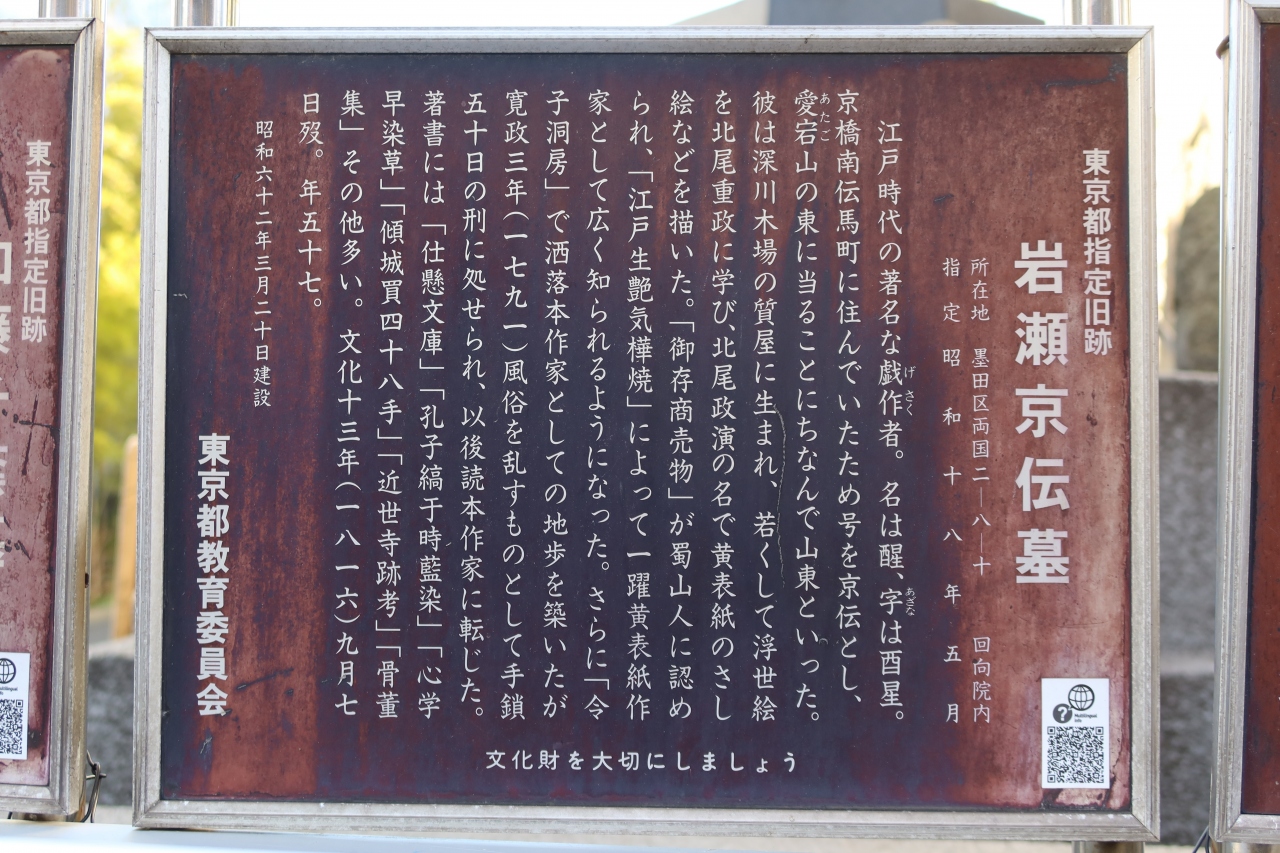 東京都指定旧跡
岩瀬京伝墓
所在地 墨田区両国二―八―十 回向院内
指定 昭和十八年五月
江戸時代の著名な戯作者。名は醒、字は酉星。
げさく
あざな
京橋南伝馬町に住んでいたため号を京伝とし、
愛宕山の東に当ることにちなんで山東といった。
あたご
彼は深川木場の質屋に生まれ、若くして浮世絵
を北尾重政に学び、北尾政演の名で黄表紙のさし
絵などを描いた。「御存商売物」が蜀山人に認め
られ、「江戸生艶気樺焼」によって一躍黄表紙作
家として広く知られるようになった。さらに「令
子洞房」で洒落本作家としての地歩を築いたが
寛政三年(一七九一)風俗を乱すものとして手鎖
五十日の刑に処せられ、以後読本作家に転じた。
著書には「仕懸文庫」「孔子縞于時藍染」「心学
早染草」「傾城買四十八手」「近世寺跡考」「骨董
集」その他多い。文化十三年(一八一六)九月七
日歿。年五十七。
昭和六十二年三月二十日建設
東京都教育委員会
文化財を大切にしましょう
Multilingual
Info
東京都指定旧跡